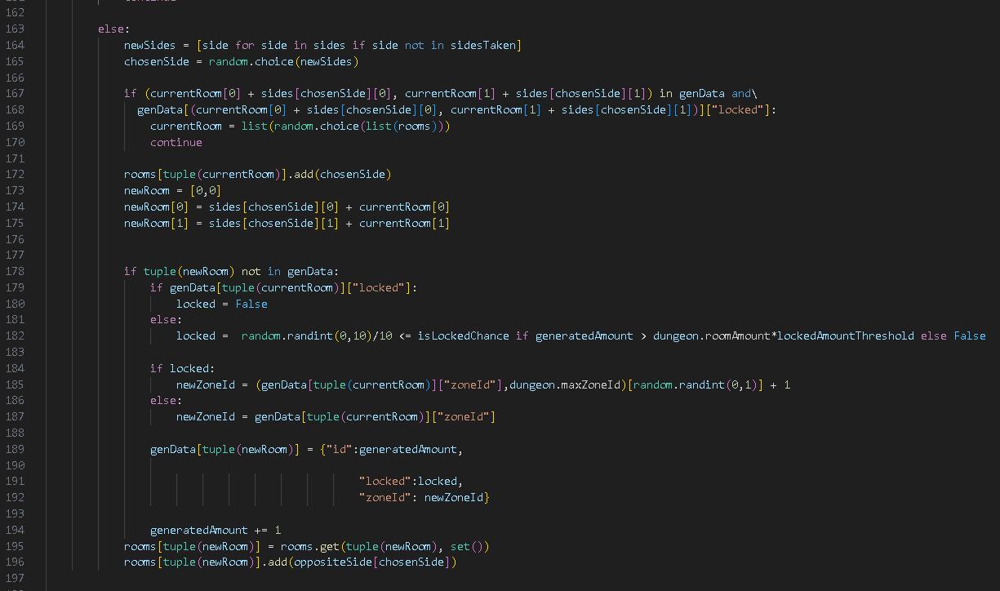 162
163 else:
164 newSides = [side for side in sides if side not in sidesTaken]
165 chosenSide = random.choice(newSides)
166
167 if (currentRoom[0] + sides[chosenSide][0], currentRoom[1] + sides[chosenSide][1]) in genData and\
168 genData[(currentRoom[0] + sides[chosenSide][0], currentRoom[1] + sides[chosenSide][1])]["locked"]:
169 currentRoom = list(random.choice(list(rooms)))
170 continue
171
172 rooms[tuple(currentRoom)].add(chosenSide)
173 newRoom = [0,0]
174 newRoom[0] = sides[chosenSide][0] + currentRoom[0]
175 newRoom[1] = sides[chosenSide][1] + currentRoom[1]
176
177
178 if tuple(newRoom) not in genData:
179 if genData[tuple(currentRoom)]["locked"]:
180 locked = False
181 else:
182 locked =  random.randint(0,10)/10 <= isLockedChance if generatedAmount > dungeon.roomAmount*lockedAmountThreshold else False
183
184 if locked:
185 newZoneId = (genData[tuple(currentRoom)]["zoneId"],dungeon.maxZoneId)[random.randint(0,1)] + 1
186 else:
187 newZoneId = genData[tuple(currentRoom)]["zoneId"]
188
189 genData[tuple(newRoom)] = {"id":generatedAmount,
190
191 "locked":locked,
192 "zoneId": newZoneId}
193
194 generatedAmount += 1
195 rooms[tuple(newRoom)] = rooms.get(tuple(newRoom), set())
196 rooms[tuple(newRoom)].add(oppositeSide[chosenSide])
197